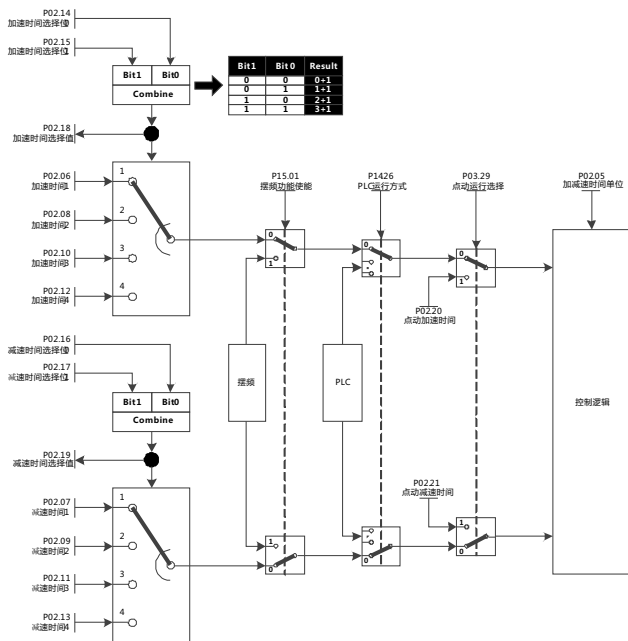 P02.14
加速时间选择位0
P02.15
加速时间选择位1
Bit1 Bit0
Combine
Bit1 Bit0 Result
0 0 0+1
0 1 1+1
1 0 2+1
1 1 3+1
P02.18
加速时间选择值
P02.06
加速时间1
P02.08
加速时间2
P02.10
加速时间3
P02.12
加速时间4
1
2
3
4
P15.01
摆频功能使能
P1426
PLC运行方式
P03.29
点动运行选择
P02.05
加减速时间单位
0
1
0
0
1
P02.20
点动加速时间
P02.16
减速时间选择位0
P02.17
减速时间选择位1
Bit1 Bit0
Combine
摆频
PLC
控制逻辑
P02.19
减速时间选择值
P02.07
减速时间1
P02.09
减速时间2
P02.11
减速时间3
P02.13
减速时间4
1
2
3
4
P02.21
点动减速时间
1
0
0
1
0